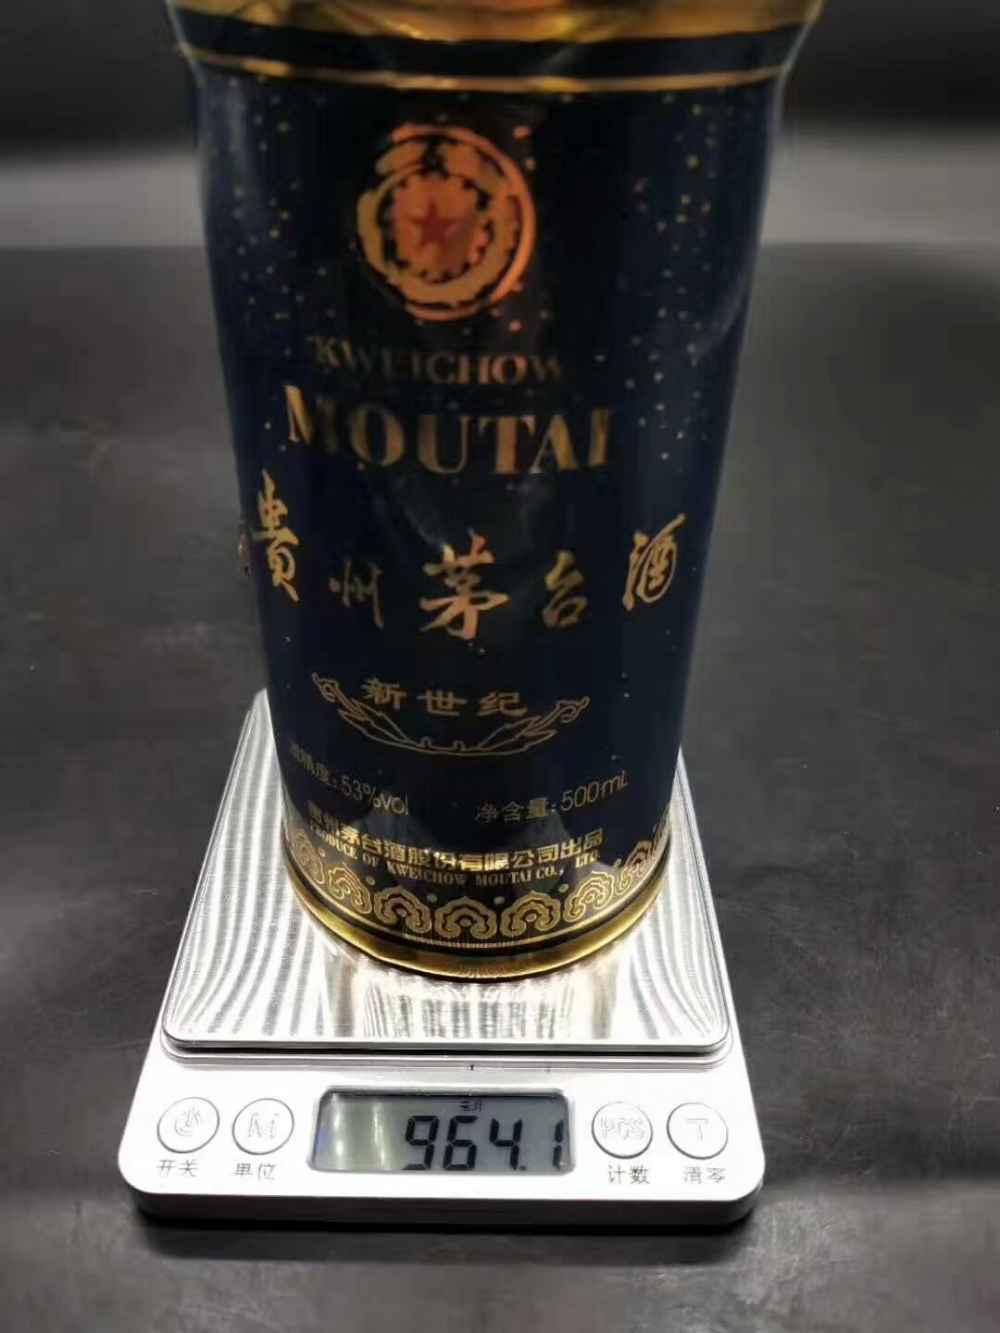 KWEICHOW
MOUTAI
貴州茅台酒
新世纪
酒精度:53%vol 净含量:500mL
贵州茅台酒股份有限公司出品
PRODUCE OF KWEICHOW MOUTAI CO., LTD.
964.1
M PCS T
开关 单位 计数 清零